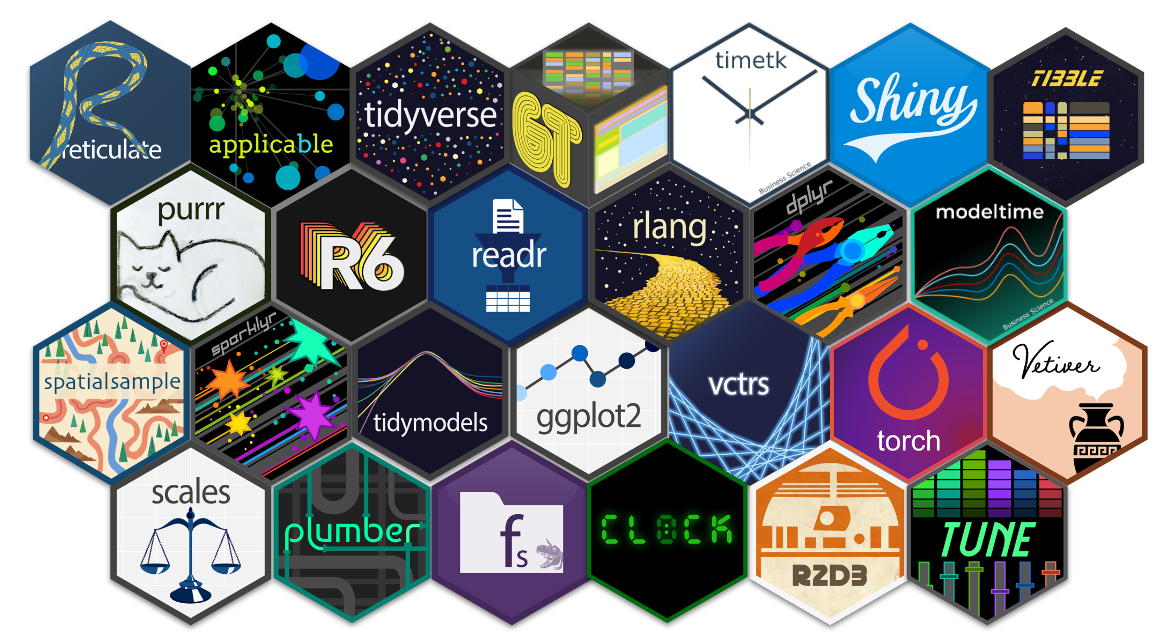 reticulate
applicable
tidyverse
GT
timetk
Business Science
Shiny
TIBBLE
purrr
R6
readr
rlang
dplyr
modeltime
Business Science
spatialsample
sparklyr
tidymodels
ggplot2
vctrs
torch
Vetiver
scales
plumber
fs
CLOCK
R2D3
TUNE